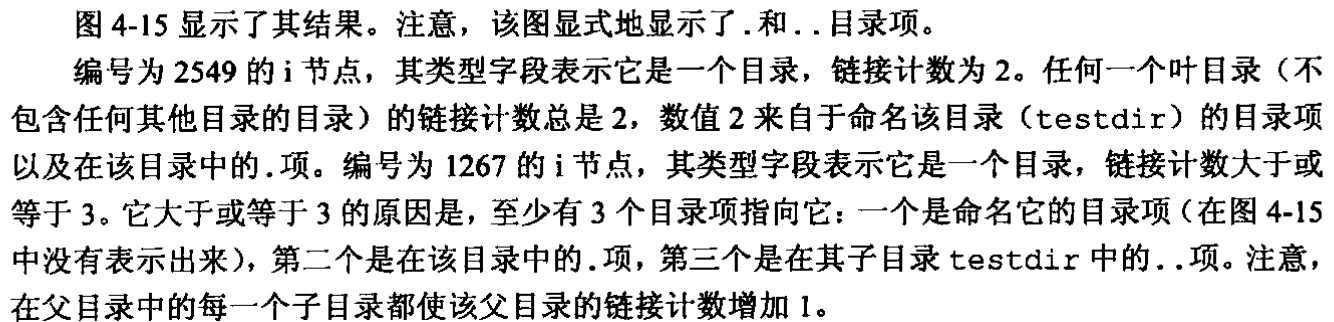 图 4-15 显示了其结果。注意，该图显式地显示了.和..目录项。
编号为 2549 的 i 节点，其类型字段表示它是一个目录，链接计数为 2。任何一个叶目录（不
包含任何其他目录的目录）的链接计数总是 2，数值 2 来自于命名该目录（testdir）的目录项
以及在该目录中的.项。编号为 1267 的 i 节点，其类型字段表示它是一个目录，链接计数大于或
等于 3。它大于或等于 3 的原因是，至少有 3 个目录项指向它：一个是命名它的目录项（在图 4-15
中没有表示出来），第二个是在该目录中的.项，第三个是在其子目录 testdir 中的..项。注意，
在父目录中的每一个子目录都使该父目录的链接计数增加 1。